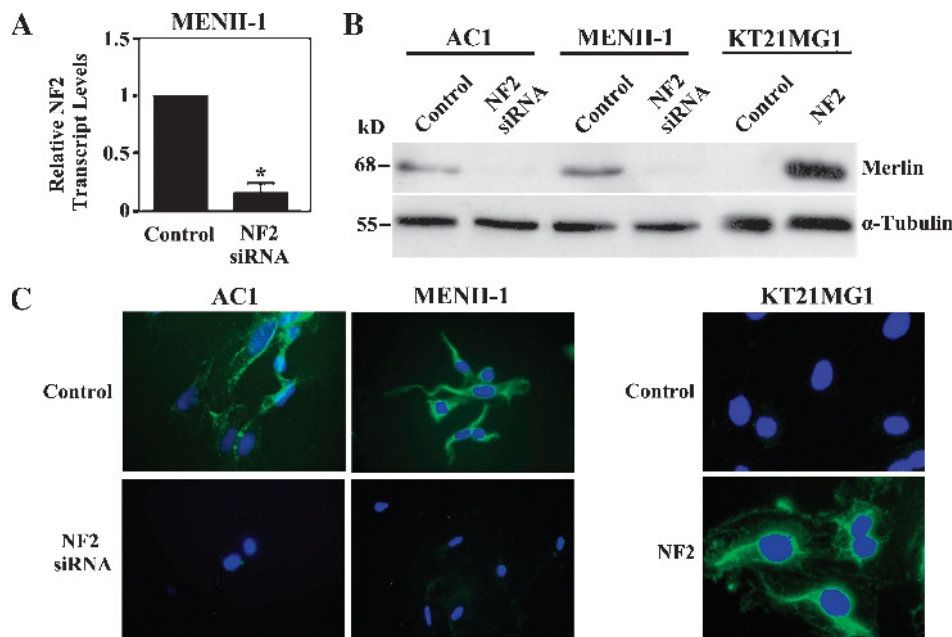 A
MENII-1
Relative NF2
Transcript Levels
1.5
1
0.5
0
*
Control
NF2
siRNA
B
AC1
MENII-1
KT21MG1
Control
NF2
siRNA
Control
NF2
siRNA
Control
NF2
kD
68
Merlin
55
α-Tubulin
C
AC1
MENII-1
KT21MG1
Control
Control
NF2
siRNA
NF2